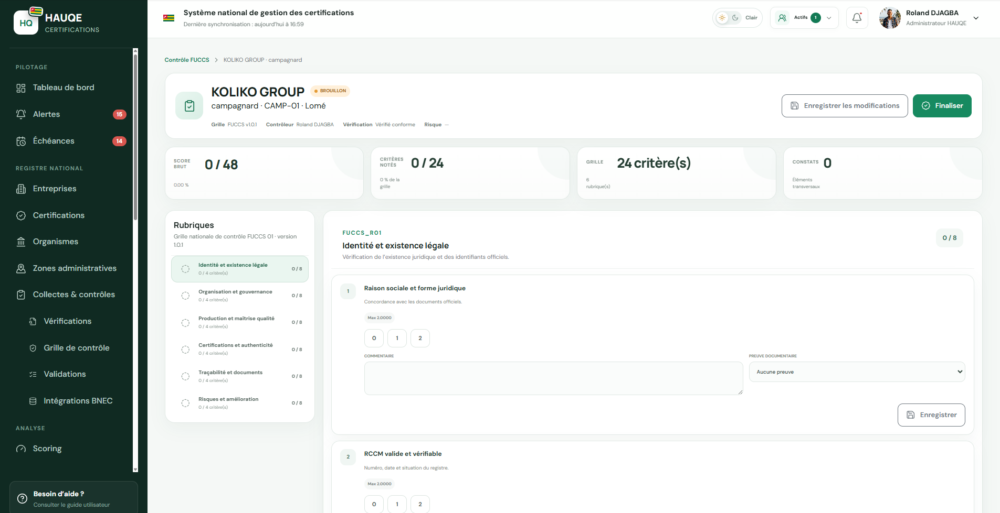 HQ
HAUQE
CERTIFICATIONS
PILOTAGE
Tableau de bord
Alertes 15
Échéances 14
REGISTRE NATIONAL
Entreprises
Certifications
Organismes
Zones administratives
Collectes & contrôles
Vérifications
Grille de contrôle
Validations
Intégrations BNEC
ANALYSE
Scoring
Besoin d'aide ?
Consulter le guide utilisateur
Système national de gestion des certifications
Dernière synchronisation : aujourd'hui à 16:59
Clair
Actifs 1
Roland DJAGBA
Administrateur HAUQE
Contrôle FUCCS > KOLIKO GROUP · campagnard
KOLIKO GROUP BROUILLON
campagnard · CAMP-01 · Lomé
Grille FUCCS v1.0.1 Contrôleur Roland DJAGBA Vérification Vérifié conforme Risque —
Enregistrer les modifications
Finaliser
SCORE BRUT
0 / 48
0.00 %
CRITÈRES NOTÉS
0 / 24
0 % de la grille
GRILLE
24 critère(s)
6 rubrique(s)
CONSTATS
0
Éléments transversaux
Rubriques
Grille nationale de contrôle FUCCS 01 · version
1.0.1
Identité et existence légale
0 / 4 critère(s)
0 / 8
Organisation et gouvernance
0 / 4 critère(s)
0 / 8
Production et maîtrise qualité
0 / 4 critère(s)
0 / 8
Certifications et authenticité
0 / 4 critère(s)
0 / 8
Traçabilité et documents
0 / 4 critère(s)
0 / 8
Risques et amélioration
0 / 4 critère(s)
0 / 8
FUCCS_R01
Identité et existence légale
Vérification de l'existence juridique et des identifiants officiels.
0 / 8
1
Raison sociale et forme juridique
Concordance avec les documents officiels.
Max 2.0000
0 1 2
COMMENTAIRE
PREUVE DOCUMENTAIRE
Aucune preuve
Enregistrer
2
RCCM valide et vérifiable
Numéro, date et situation du registre.
Max 2.0000
0 1 2